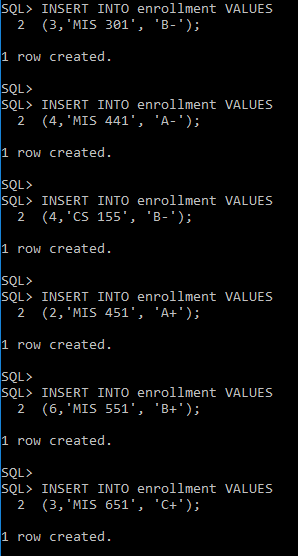 SQL> INSERT INTO enrollment VALUES
2 (3,'MIS 301', 'B-');
1 row created.
SQL>
SQL> INSERT INTO enrollment VALUES
2 (4,'MIS 441', 'A-');
1 row created.
SQL>
SQL> INSERT INTO enrollment VALUES
2 (4,'CS 155', 'B-');
1 row created.
SQL>
SQL> INSERT INTO enrollment VALUES
2 (2,'MIS 451', 'A+');
1 row created.
SQL>
SQL> INSERT INTO enrollment VALUES
2 (6,'MIS 551', 'B+');
1 row created.
SQL>
SQL> INSERT INTO enrollment VALUES
2 (3,'MIS 651', 'C+');
1 row created.